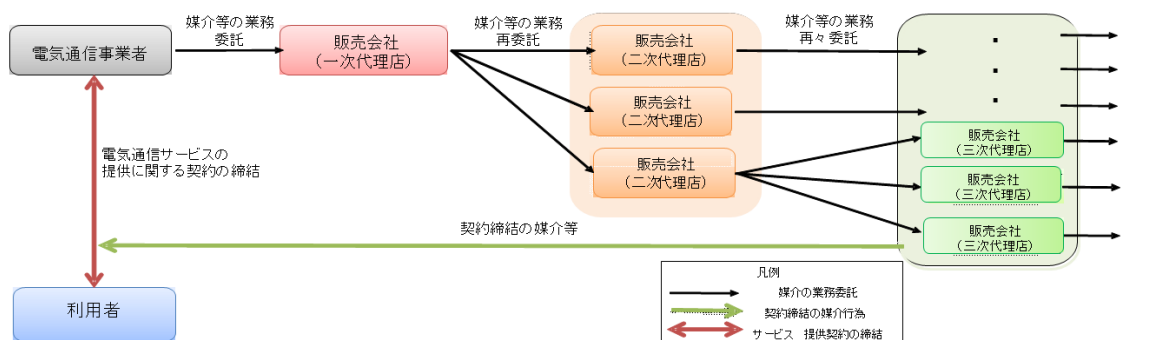 電気通信事業者
媒介等の業務
委託
販売会社
（一次代理店）
媒介等の業務
再委託
販売会社
（二次代理店）
販売会社
（二次代理店）
販売会社
（二次代理店）
媒介等の業務
再々委託
・
・
・
販売会社
（三次代理店）
販売会社
（三次代理店）
販売会社
（三次代理店）
電気通信サービスの
提供に関する契約の締結
契約締結の媒介等
利用者
凡例
媒介の業務委託
契約締結の媒介行為
サービス　提供契約の締結